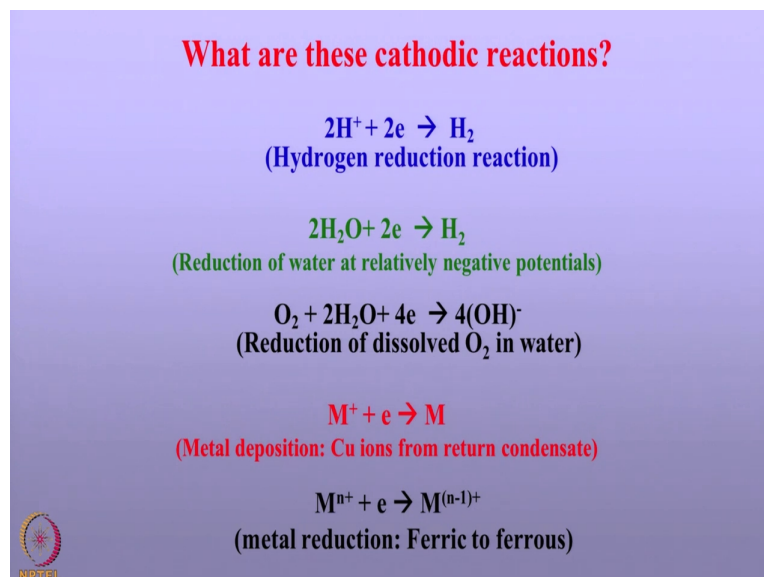 What are these cathodic reactions?
2H⁺ + 2e → H₂
(Hydrogen reduction reaction)
2H₂O+ 2e → H₂
(Reduction of water at relatively negative potentials)
O₂ + 2H₂O+ 4e → 4(OH)⁻
(Reduction of dissolved O₂ in water)
M⁺ + e → M
(Metal deposition: Cu ions from return condensate)
Mⁿ⁺ + e → M⁽ⁿ⁻¹⁾⁺
(metal reduction: Ferric to ferrous)
NPTEL